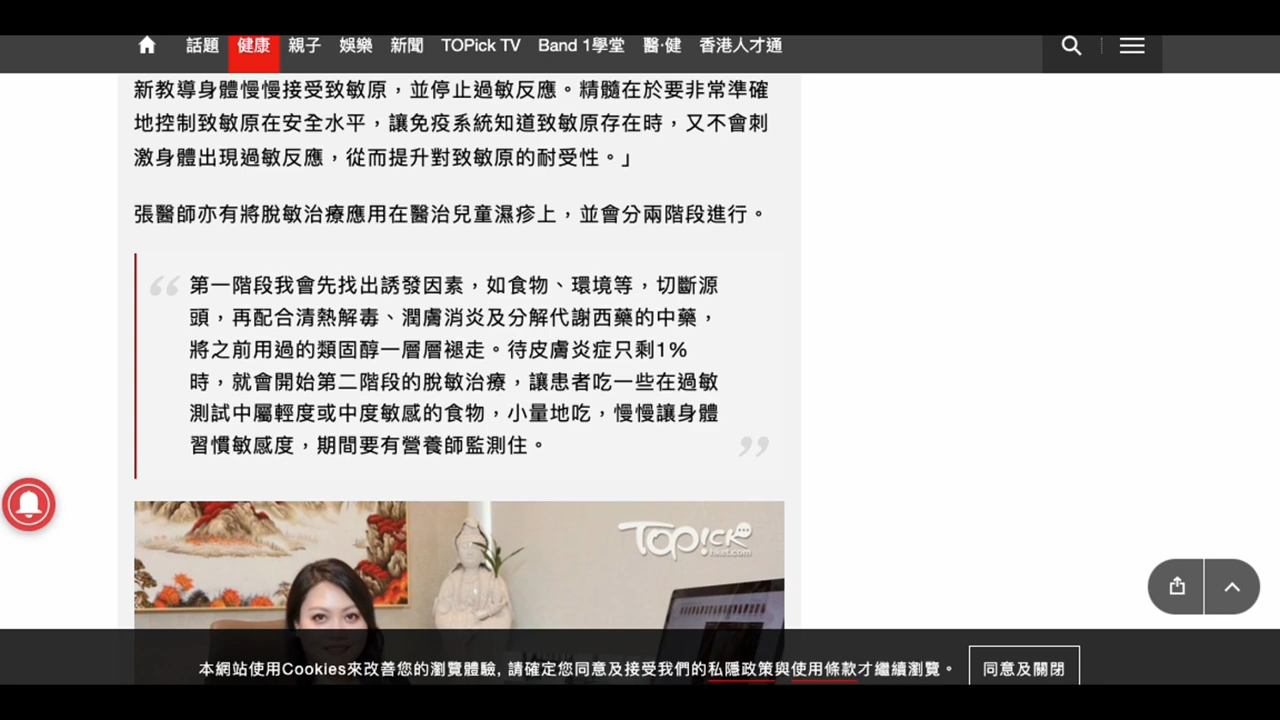 話題 健康 親子 娛樂 新聞 TOPick TV Band 1學堂 醫·健 香港人才通
新教導身體慢慢接受致敏原，並停止過敏反應。精髓在於要非常準確
地控制致敏原在安全水平，讓免疫系統知道致敏原存在時，又不會刺
激身體出現過敏反應，從而提升對致敏原的耐受性。」
張醫師亦有將脫敏治療應用在醫治兒童濕疹上，並會分兩階段進行。
第一階段我會先找出誘發因素，如食物、環境等，切斷源
頭，再配合清熱解毒、潤膚消炎及分解代謝西藥的中藥，
將之前用過的類固醇一層層褪走。待皮膚炎症只剩1%
時，就會開始第二階段的脫敏治療，讓患者吃一些在過敏
測試中屬輕度或中度敏感的食物，小量地吃，慢慢讓身體
習慣敏感度，期間要有營養師監測住。
TOPick
hket.com
本網站使用Cookies來改善您的瀏覽體驗, 請確定您同意及接受我們的私隱政策與使用條款才繼續瀏覽。 同意及關閉